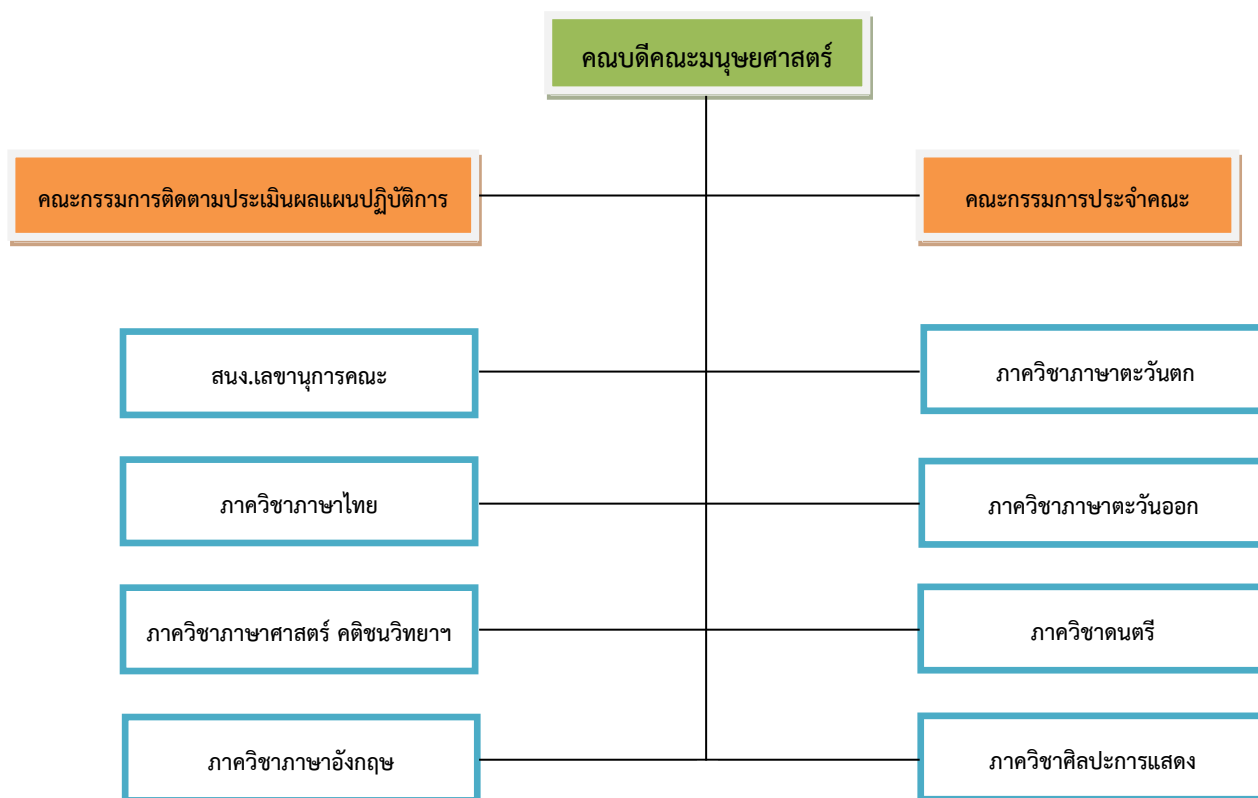 คณบดีคณะมนุษยศาสตร์
คณะกรรมการติดตามประเมินผลแผนปฏิบัติการ
คณะกรรมการประจำคณะ
สนง.เลขานุการคณะ
ภาควิชาภาษาตะวันตก
ภาควิชาภาษาไทย
ภาควิชาภาษาตะวันออก
ภาควิชาภาษาศาสตร์ คติชนวิทยาฯ
ภาควิชาดนตรี
ภาควิชาภาษาอังกฤษ
ภาควิชาศิลปะการแสดง